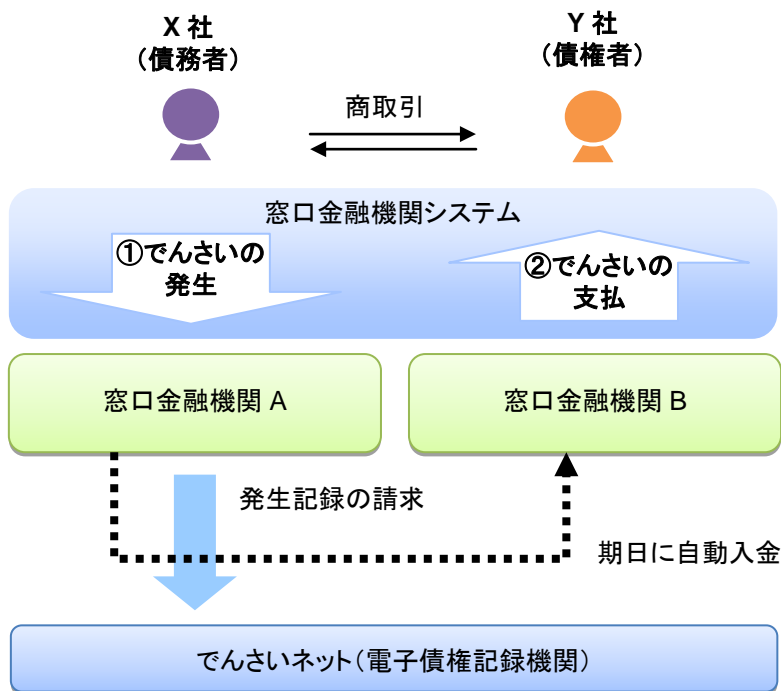 X 社
（債務者）
Y 社
（債権者）
商取引
窓口金融機関システム
①でんさいの
発生
②でんさいの
支払
窓口金融機関 A
窓口金融機関 B
発生記録の請求
期日に自動入金
でんさいネット（電子債権記録機関）